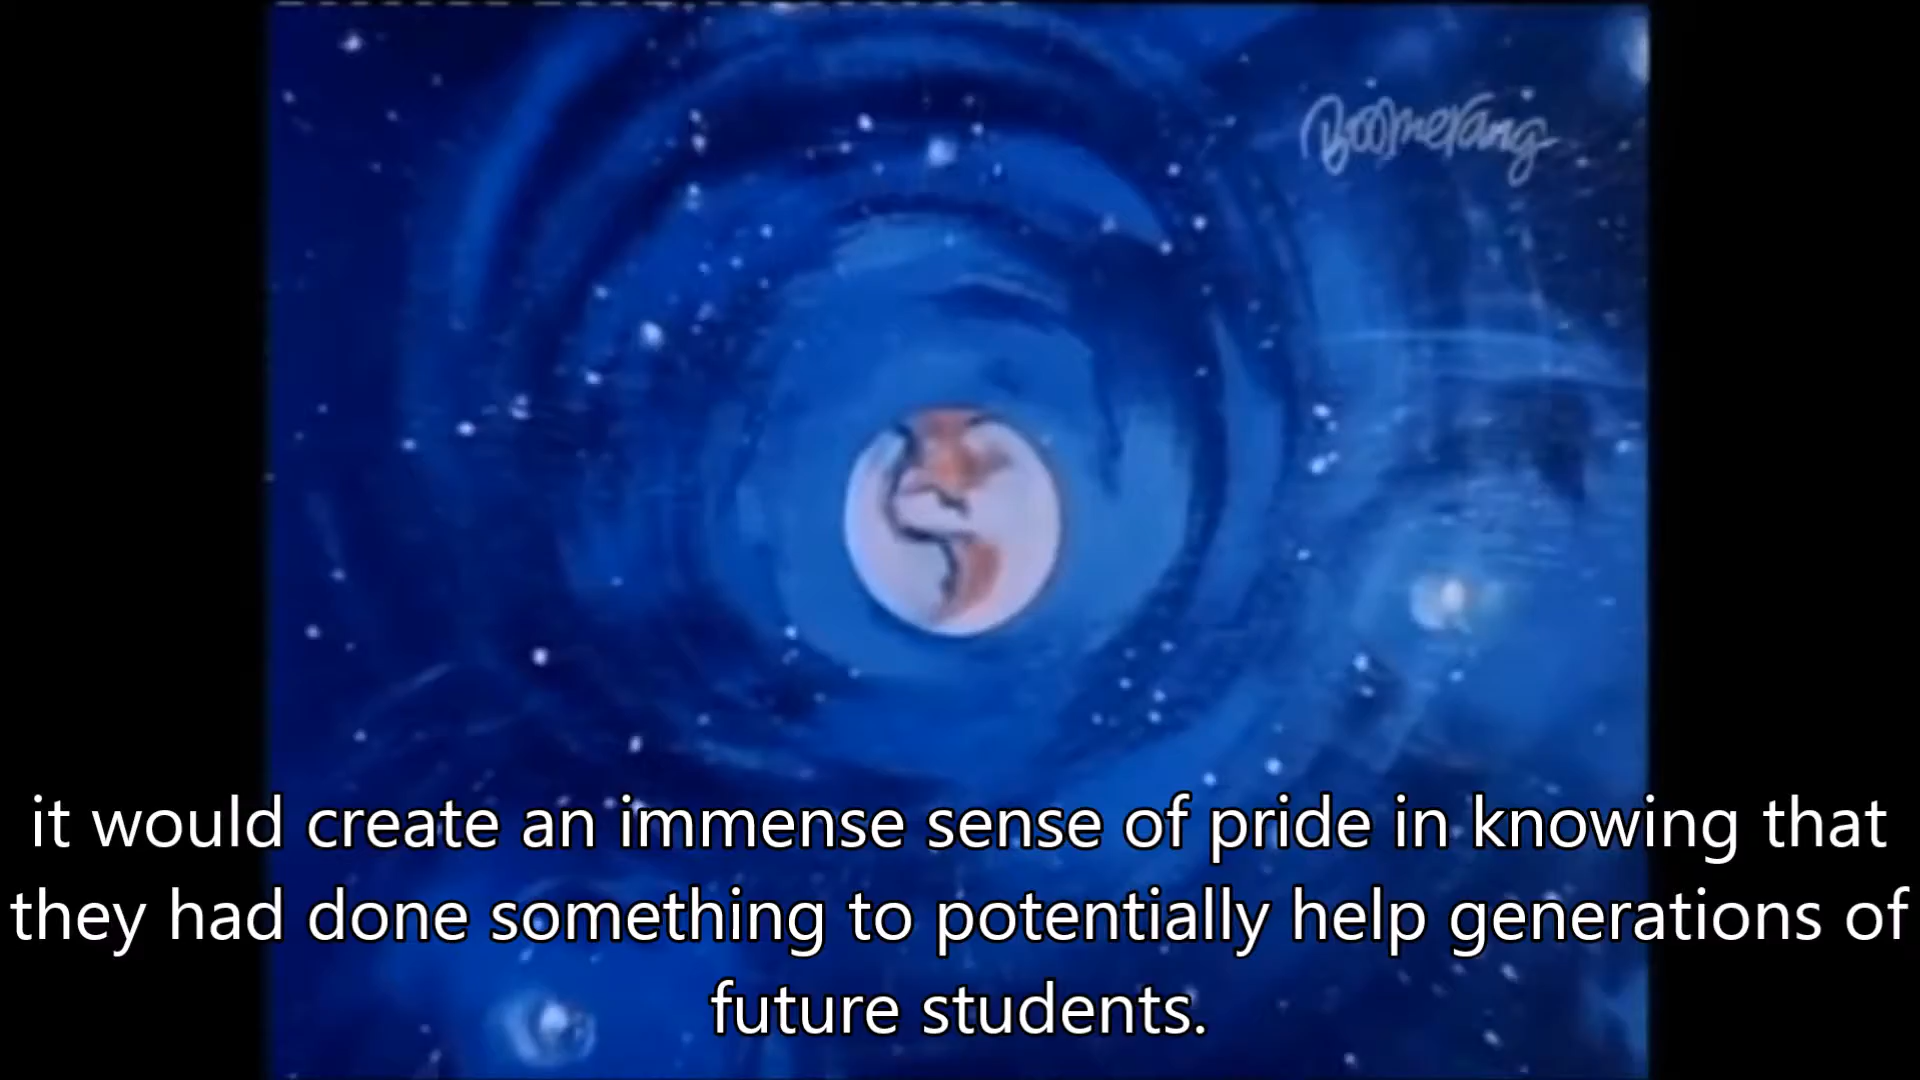 Boomerang
it would create an immense sense of pride in knowing that
they had done something to potentially help generations of
future students.